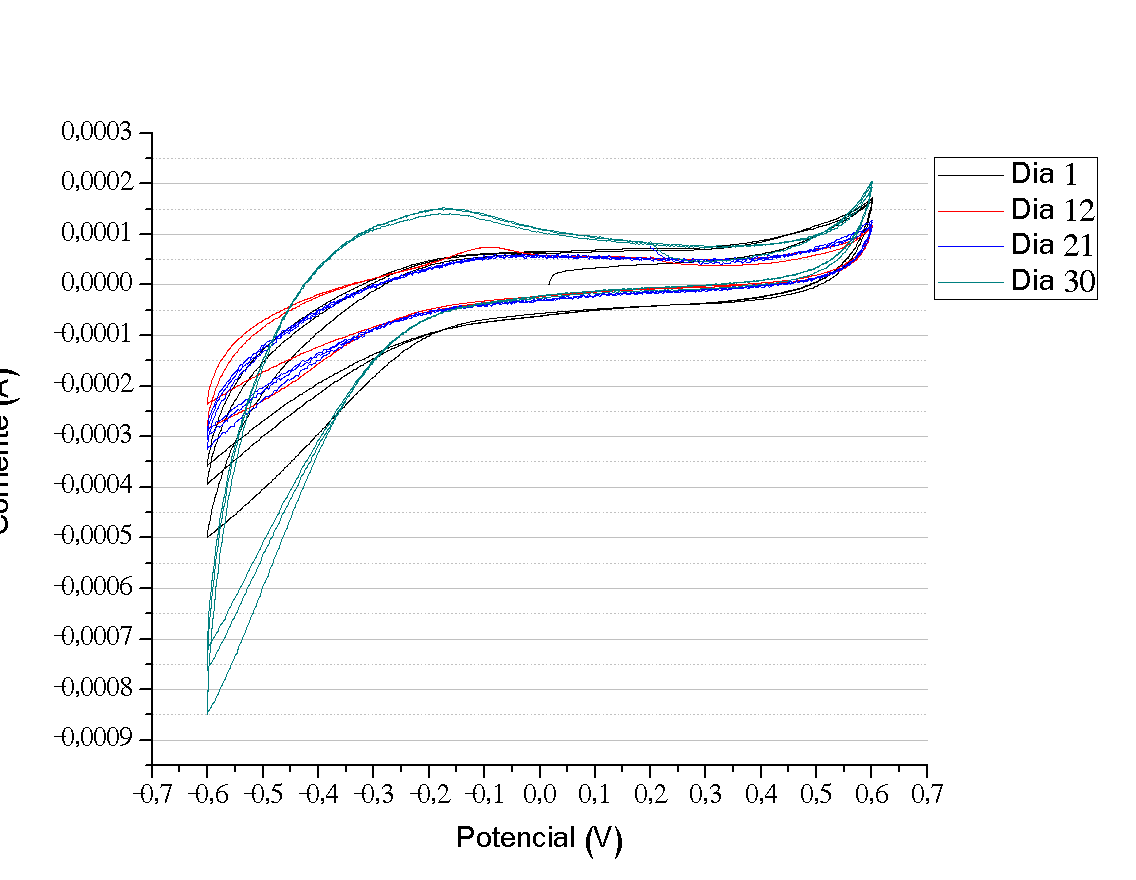 0,0003
0,0002
0,0001
0,0000
-0,0001
-0,0002
-0,0003
-0,0004
-0,0005
-0,0006
-0,0007
-0,0008
-0,0009
-0,7 -0,6 -0,5 -0,4 -0,3 -0,2 -0,1 0,0 0,1 0,2 0,3 0,4 0,5 0,6 0,7
Potencial (V)
Corriente (A)
Dia 1
Dia 12
Dia 21
Dia 30